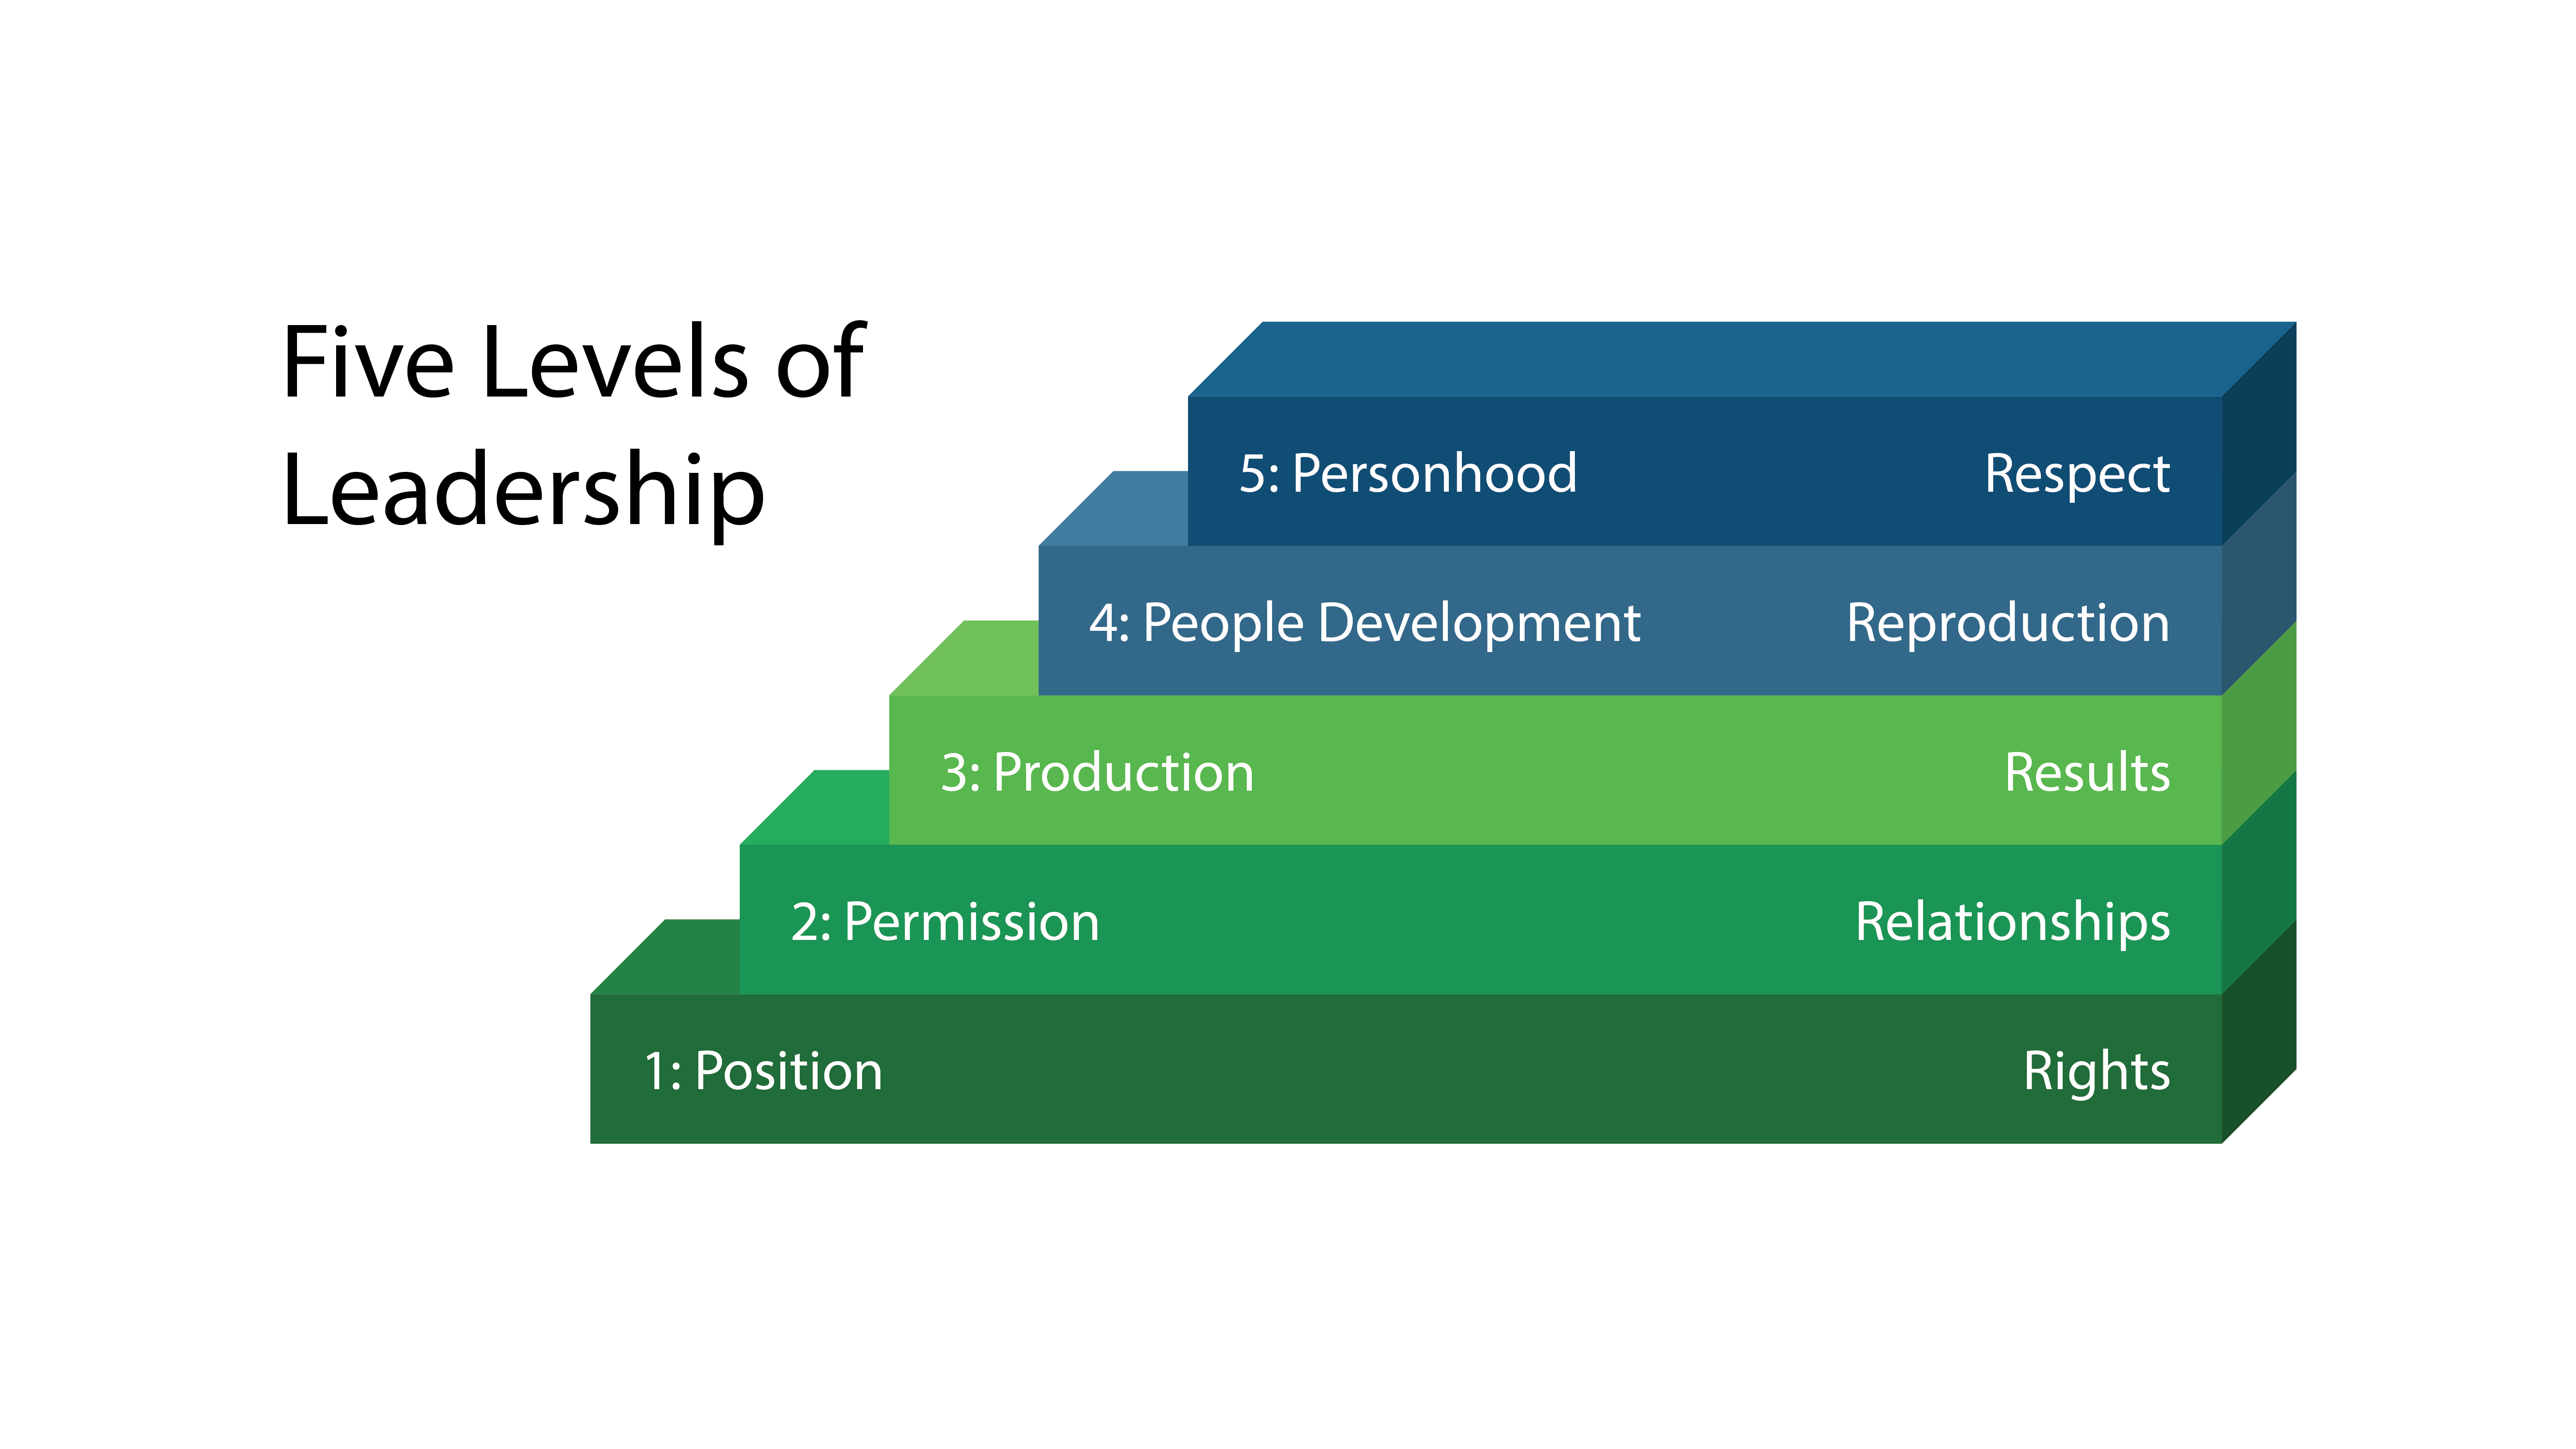 Five Levels of
Leadership
5: Personhood Respect
4: People Development Reproduction
3: Production Results
2: Permission Relationships
1: Position Rights